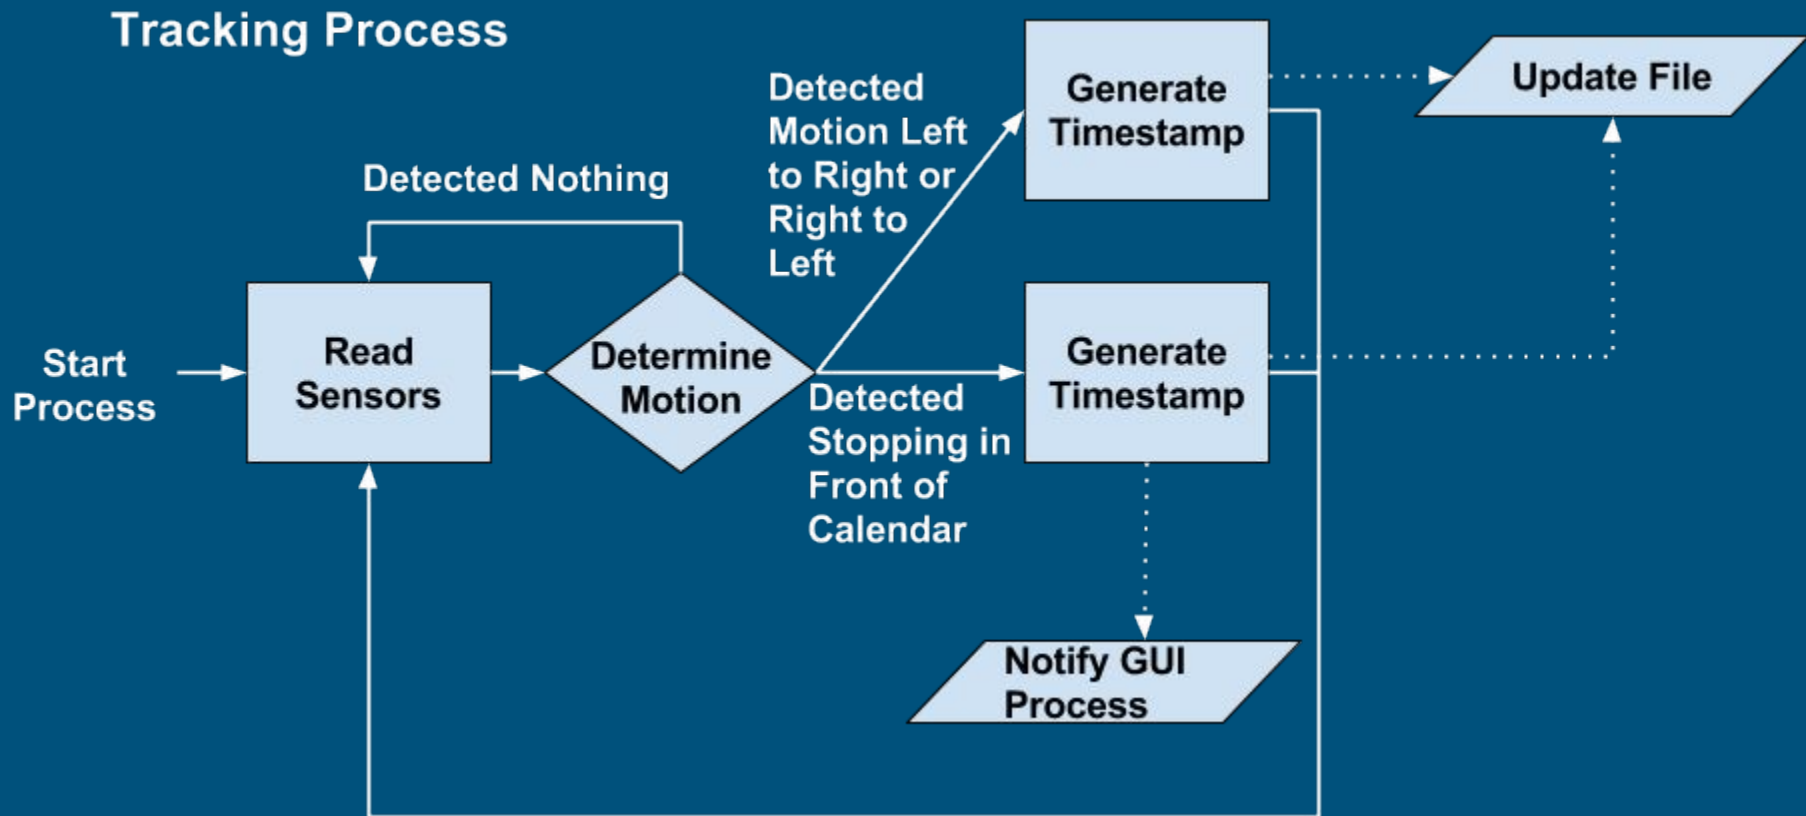 Tracking Process
Detected
Motion Left
to Right or
Right to
Left
Generate
Timestamp
Update File
Detected Nothing
Start
Process
Read
Sensors
Determine
Motion
Detected
Stopping in
Front of
Calendar
Generate
Timestamp
Notify GUI
Process